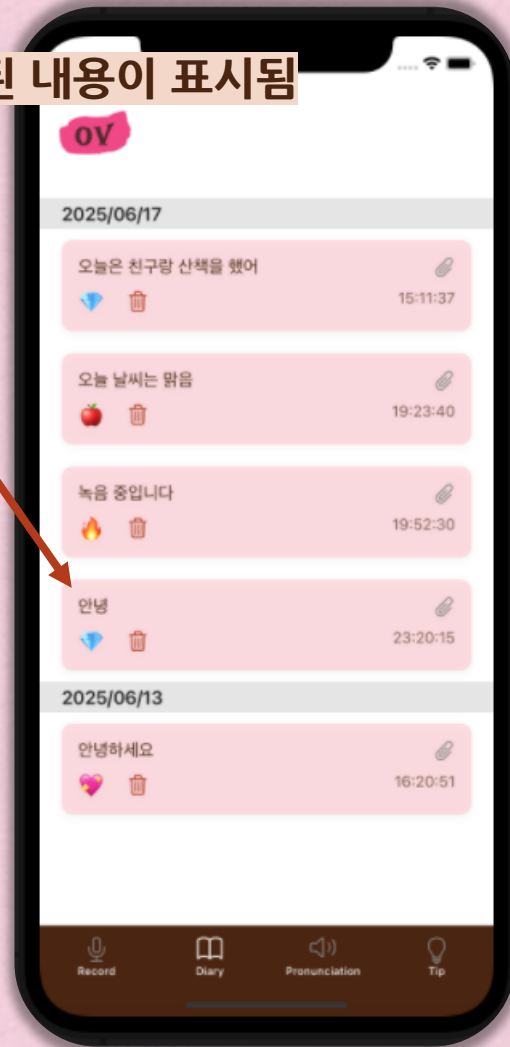 된 내용이 표시됨
ov
2025/06/17
오늘은 친구랑 산책을 했어
15:11:37
오늘 날씨는 맑음
19:23:40
녹음 중입니다
19:52:30
안녕
23:20:15
2025/06/13
안녕하세요
16:20:51
Record Diary Pronunciation Tip